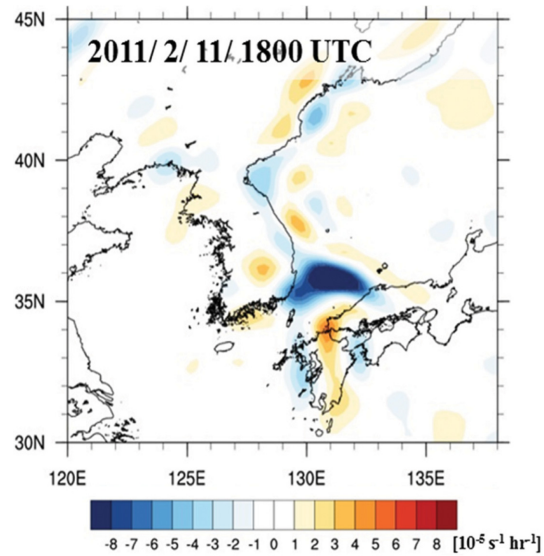 45N
2011/ 2/ 11/ 1800 UTC
40N
35N
30N
120E 125E 130E 135E
-8 -7 -6 -5 -4 -3 -2 -1 0 1 2 3 4 5 6 7 8 [10⁻⁵ s⁻¹ hr⁻¹]